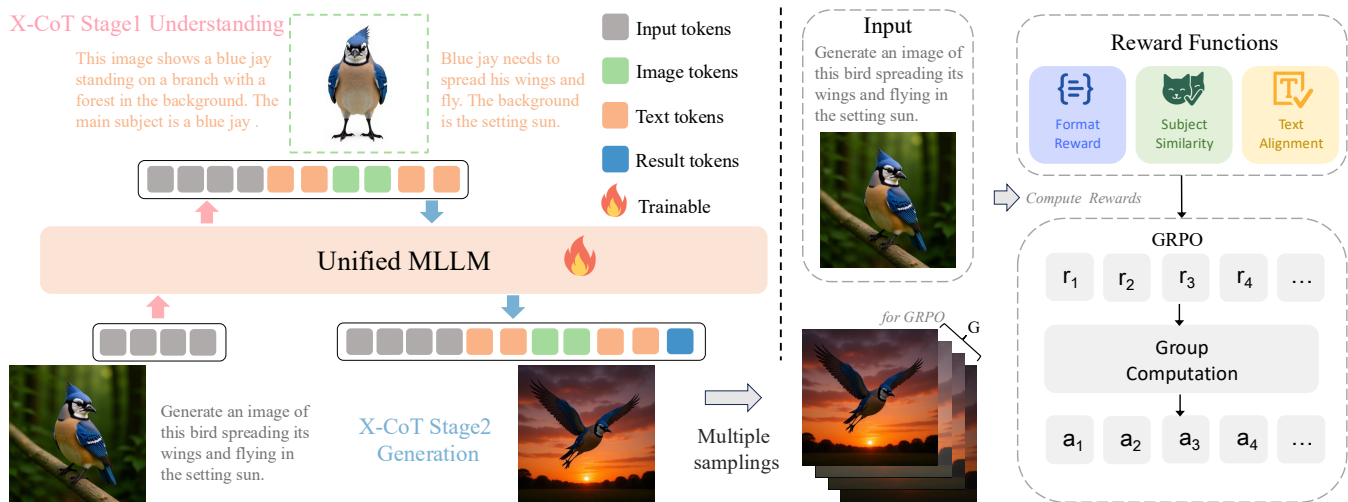 X-CoT Stage1 Understanding
This image shows a blue jay
standing on a branch with a
forest in the background. The
main subject is a blue jay .
Blue jay needs to
spread his wings and
fly. The background
is the setting sun.
Input tokens
Image tokens
Text tokens
Result tokens
Trainable
Unified MLLM
Generate an image of
this bird spreading its
wings and flying in
the setting sun.
X-CoT Stage2
Generation
Multiple
samplings
Input
Generate an image of
this bird spreading its
wings and flying in
the setting sun.
for GRPO
G
Compute Rewards
Reward Functions
Format
Reward
Subject
Similarity
T
Text
Alignment
GRPO
r1 r2 r3 r4 ...
Group
Computation
a1 a2 a3 a4 ...